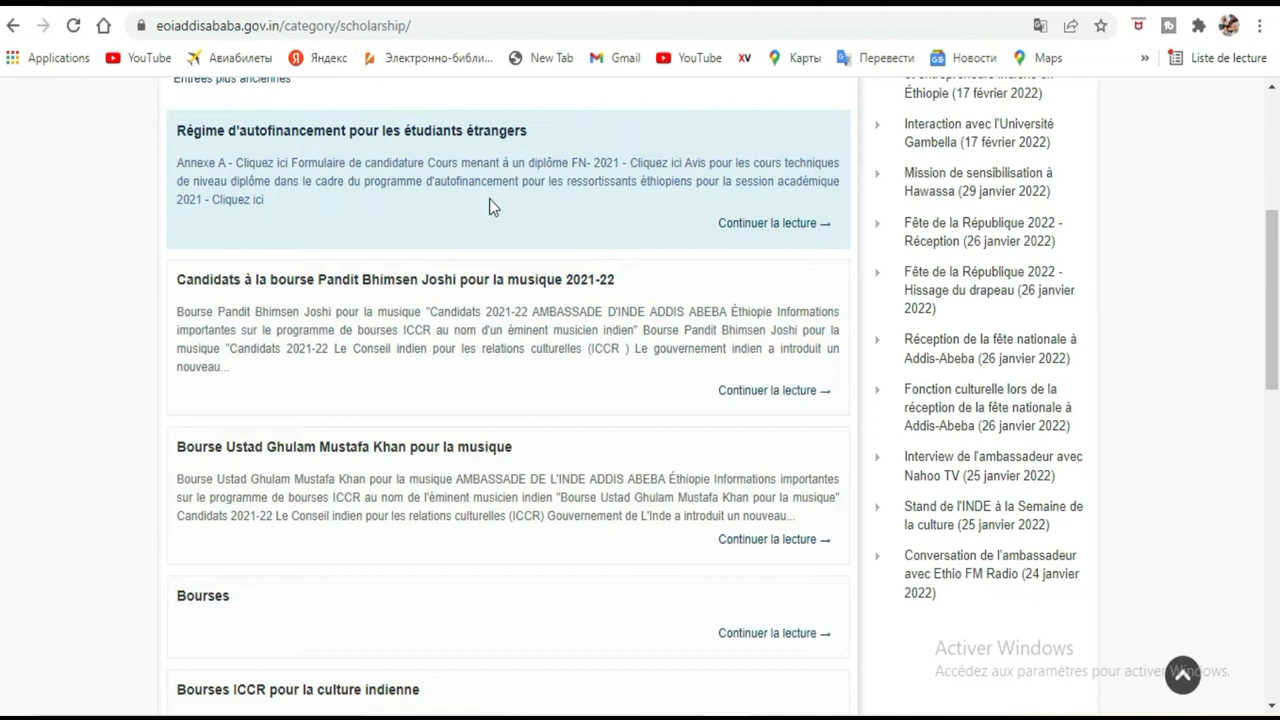 eoiaddisababa.gov.in/category/scholarship/
Applications
YouTube
Авиабилеты
Яндекс
Электронно-библи...
New Tab
Gmail
YouTube
XV
Карты
Перевести
Новости
Maps
»
Liste de lecture
Entrées plus anciennes
Régime d'autofinancement pour les étudiants étrangers
Annexe A - Cliquez ici Formulaire de candidature Cours menant à un diplôme FN- 2021 - Cliquez ici Avis pour les cours techniques
de niveau diplôme dans le cadre du programme d'autofinancement pour les ressortissants éthiopiens pour la session académique
2021 - Cliquez ici
Continuer la lecture →
Candidats à la bourse Pandit Bhimsen Joshi pour la musique 2021-22
Bourse Pandit Bhimsen Joshi pour la musique "Candidats 2021-22 AMBASSADE D'INDE ADDIS ABEBA Éthiopie Informations
importantes sur le programme de bourses ICCR au nom d'un éminent musicien indien" Bourse Pandit Bhimsen Joshi pour la
musique "Candidats 2021-22 Le Conseil indien pour les relations culturelles (ICCR ) Le gouvernement indien a introduit un
nouveau...
Continuer la lecture →
Bourse Ustad Ghulam Mustafa Khan pour la musique
Bourse Ustad Ghulam Mustafa Khan pour la musique AMBASSADE DE L'INDE ADDIS ABEBA Éthiopie Informations importantes
sur le programme de bourses ICCR au nom de l'éminent musicien indien "Bourse Ustad Ghulam Mustafa Khan pour la musique"
Candidats 2021-22 Le Conseil indien pour les relations culturelles (ICCR) Gouvernement de L'Inde a introduit un nouveau...
Continuer la lecture →
Bourses
Continuer la lecture →
Bourses ICCR pour la culture indienne
et entrepreneurs indiens en
Éthiopie (17 février 2022)
Interaction avec l'Université
Gambella (17 février 2022)
Mission de sensibilisation à
Hawassa (29 janvier 2022)
Fête de la République 2022 -
Réception (26 janvier 2022)
Fête de la République 2022 -
Hissage du drapeau (26 janvier
2022)
Réception de la fête nationale à
Addis-Abeba (26 janvier 2022)
Fonction culturelle lors de la
réception de la fête nationale à
Addis-Abeba (26 janvier 2022)
Interview de l'ambassadeur avec
Nahoo TV (25 janvier 2022)
Stand de l'INDE à la Semaine de
la culture (25 janvier 2022)
Conversation de l'ambassadeur
avec Ethio FM Radio (24 janvier
2022)
Activer Windows
Accédez aux paramètres pour activer Windows.